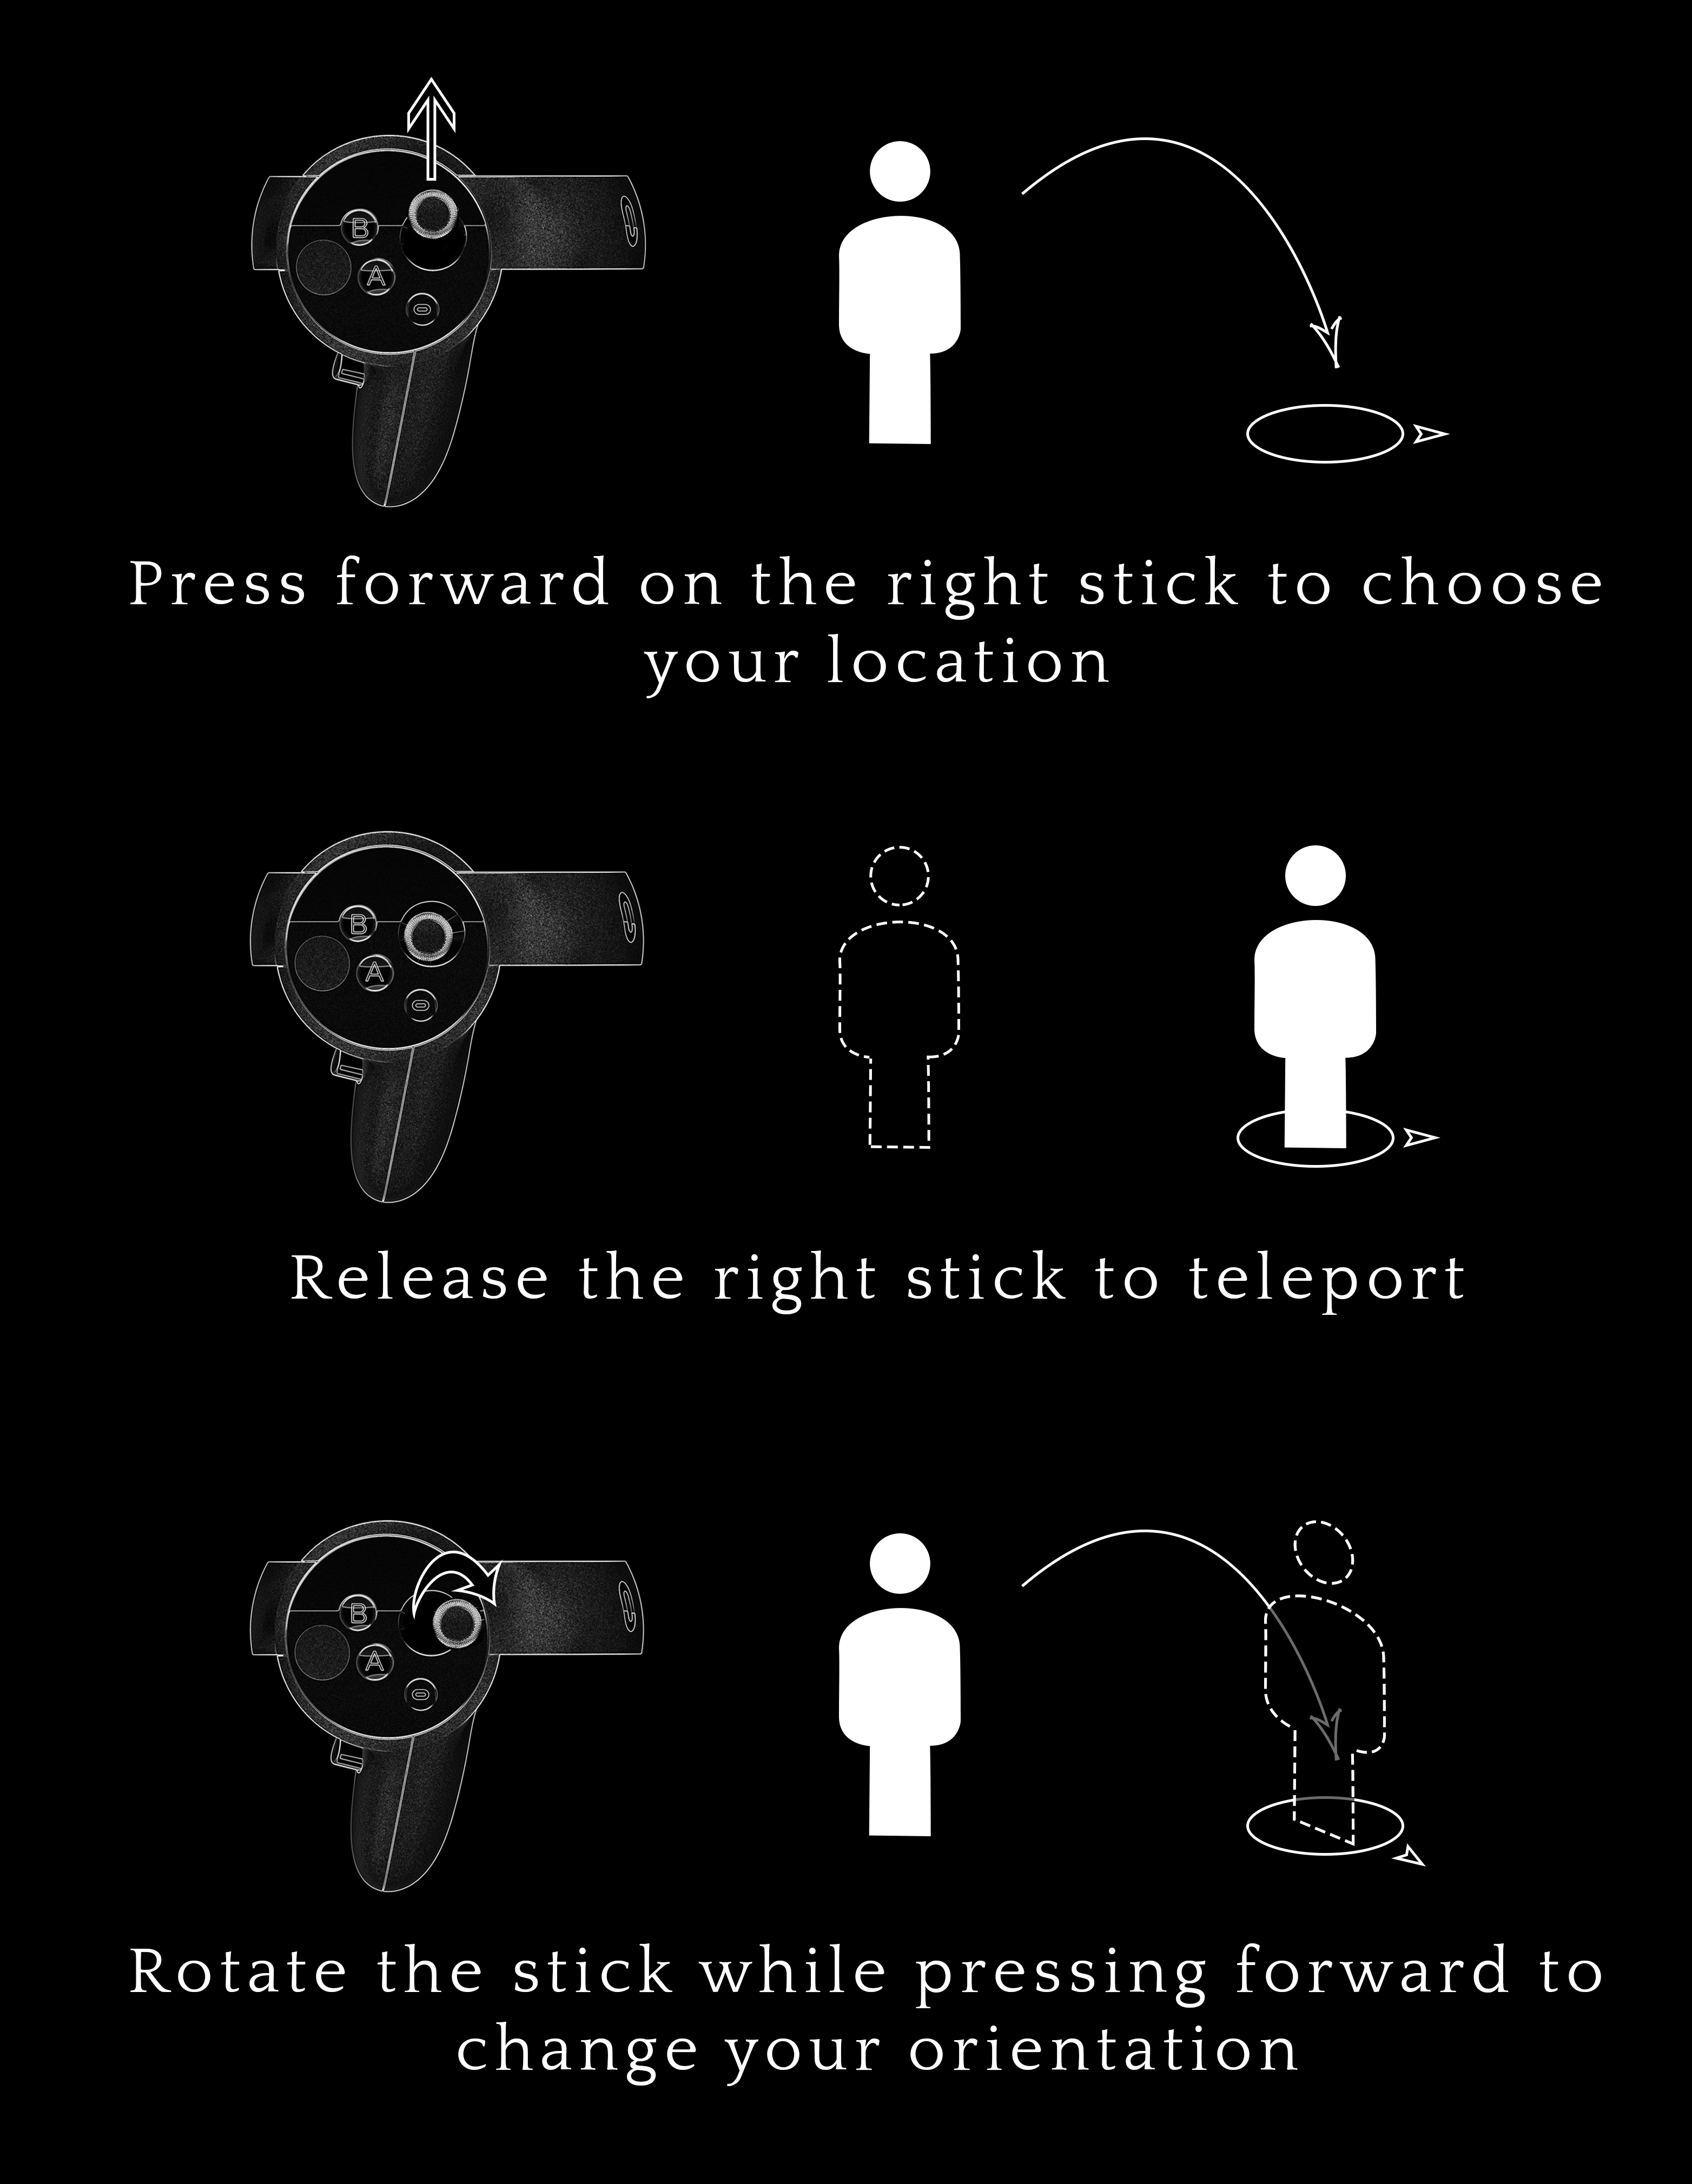 B
A
Press forward on the right stick to choose
your location
B
A
Release the right stick to teleport
B
A
Rotate the stick while pressing forward to
change your orientation